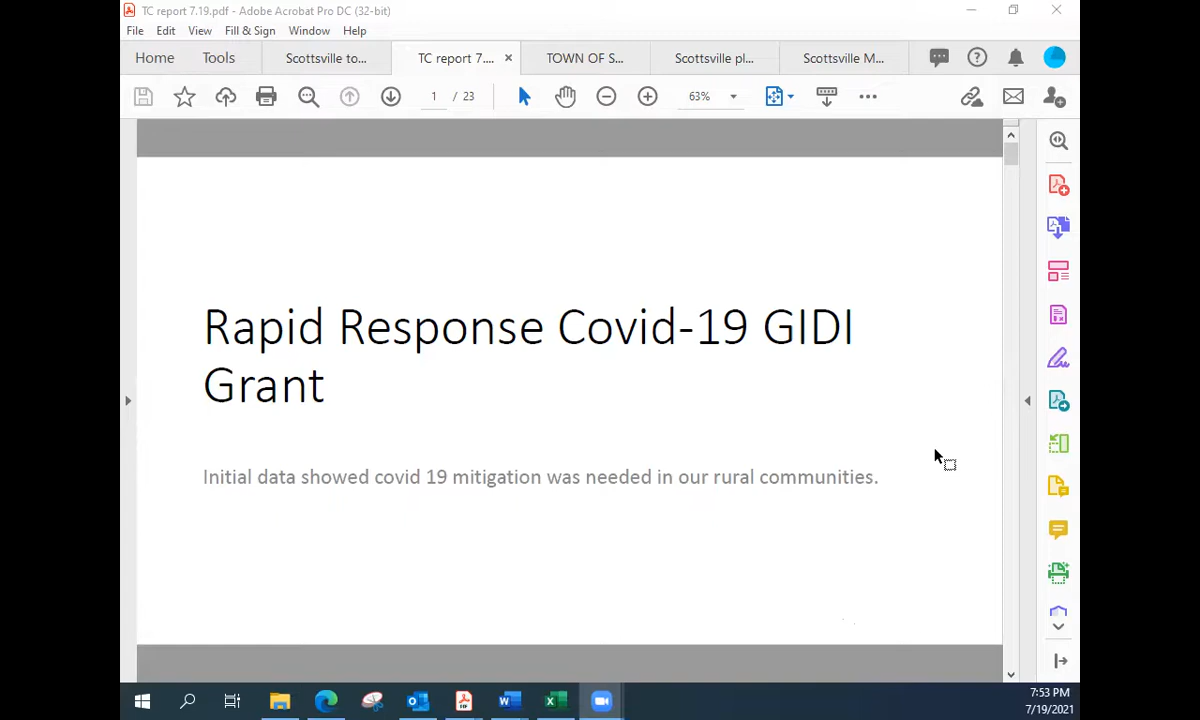 TC report 7.19.pdf - Adobe Acrobat Pro DC (32-bit)
File Edit View Fill & Sign Window Help
Home Tools Scottsville to... TC report 7.... TOWN OF S... Scottsville pl... Scottsville M...
1 / 23 63%
Rapid Response Covid-19 GIDI
Grant
Initial data showed covid 19 mitigation was needed in our rural communities.
7:53 PM
7/19/2021